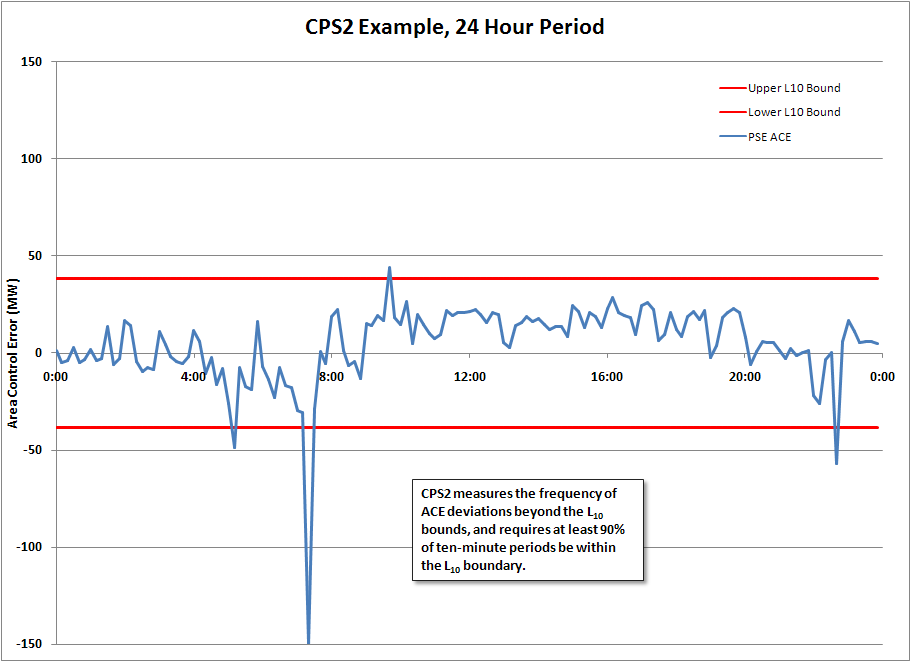 CPS2 Example, 24 Hour Period
150
Upper L10 Bound
Lower L10 Bound
PSE ACE
100
50
Area Control Error (MW)
0
0:00 4:00 8:00 12:00 16:00 20:00 0:00
-50
CPS2 measures the frequency of
ACE deviations beyond the L10
bounds, and requires at least 90%
of ten-minute periods be within
the L10 boundary.
-100
-150